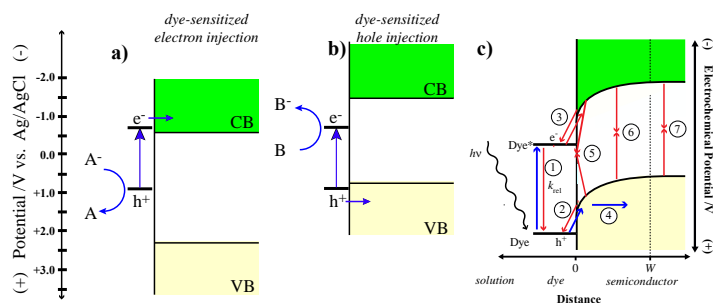 dye-sensitized
electron injection
dye-sensitized
hole injection
a)
b)
c)
(+) Potential /V vs. Ag/AgCl (-)
-2.0
-1.0
0.0
+1.0
+2.0
+3.0
e-
CB
A-
A
h+
VB
B-
B
e-
CB
h+
VB
hν
Dye*
Dye
e-
h+
1
k rel
2
3
4
5
6
7
(-)
Electrochemical Potential /V
(+)
0
W
solution
dye
semiconductor
Distance